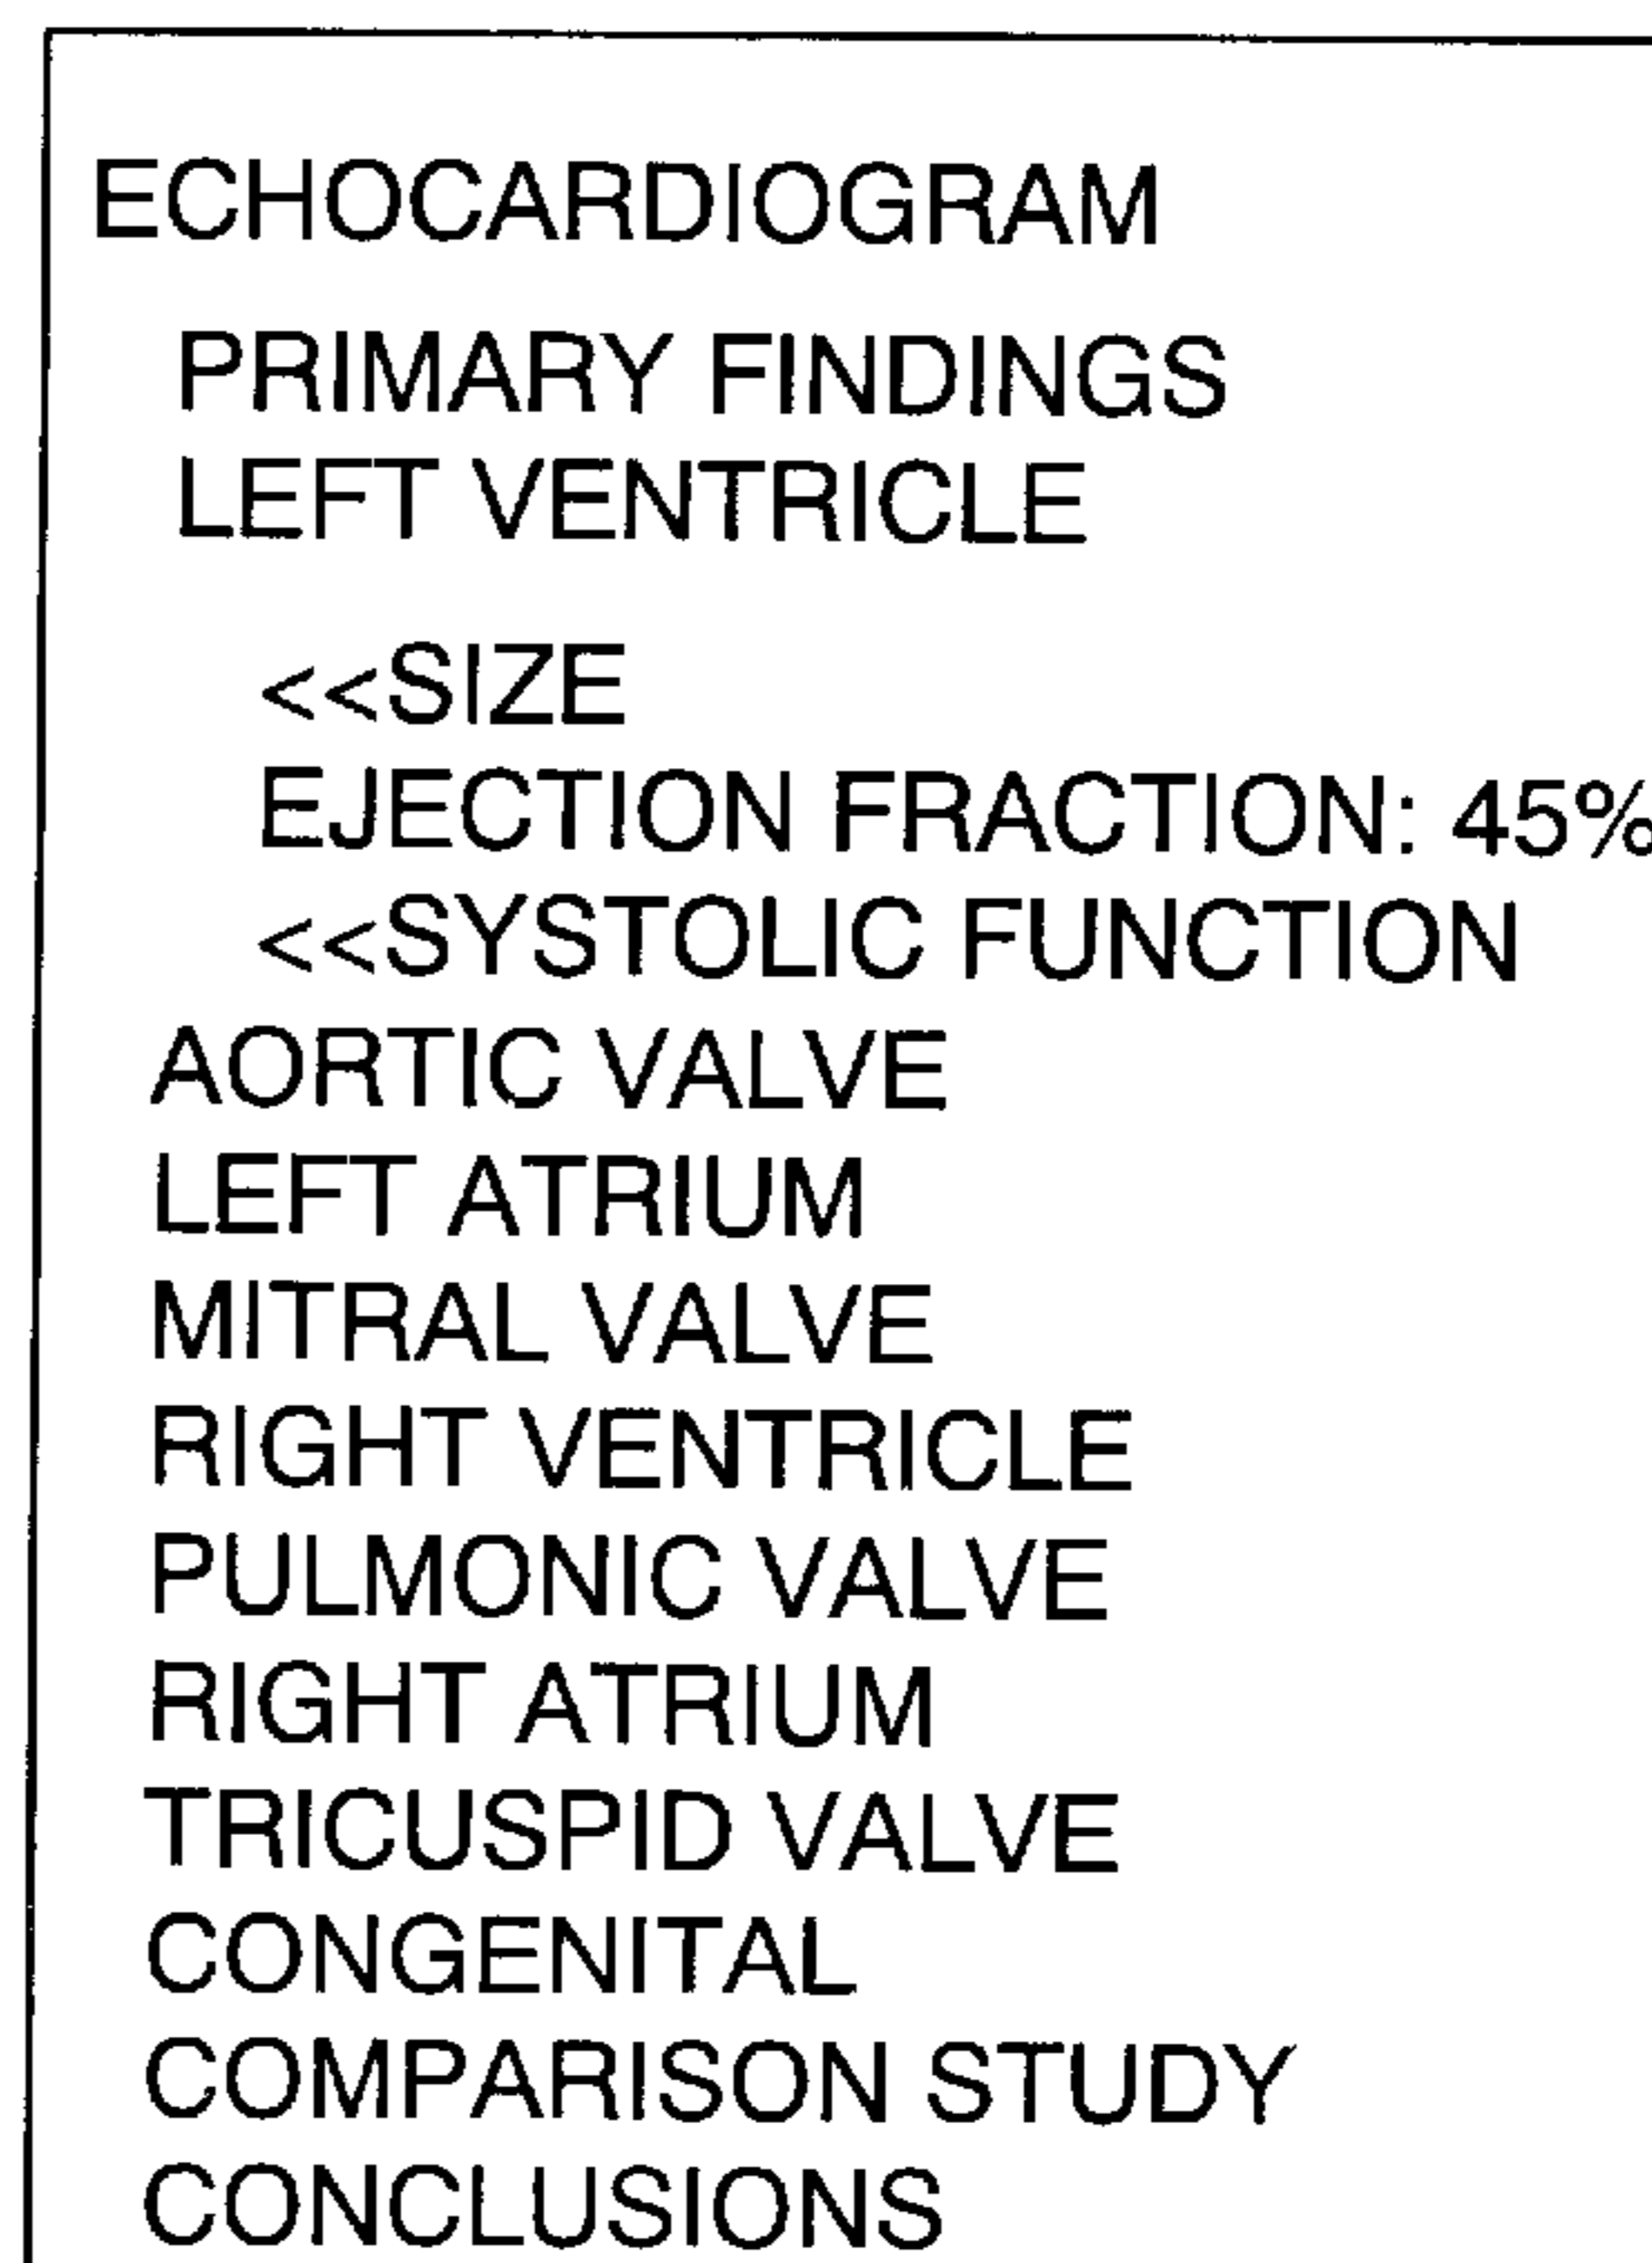 ECHOCARDIOGRAM
PRIMARY FINDINGS
LEFT VENTRICLE
<<SIZE
EJECTION FRACTION: 45%
<<SYSTOLIC FUNCTION
AORTIC VALVE
LEFT ATRIUM
MITRAL VALVE
RIGHT VENTRICLE
PULMONIC VALVE
RIGHT ATRIUM
TRICUSPID VALVE
CONGENITAL
COMPARISON STUDY
CONCLUSIONS